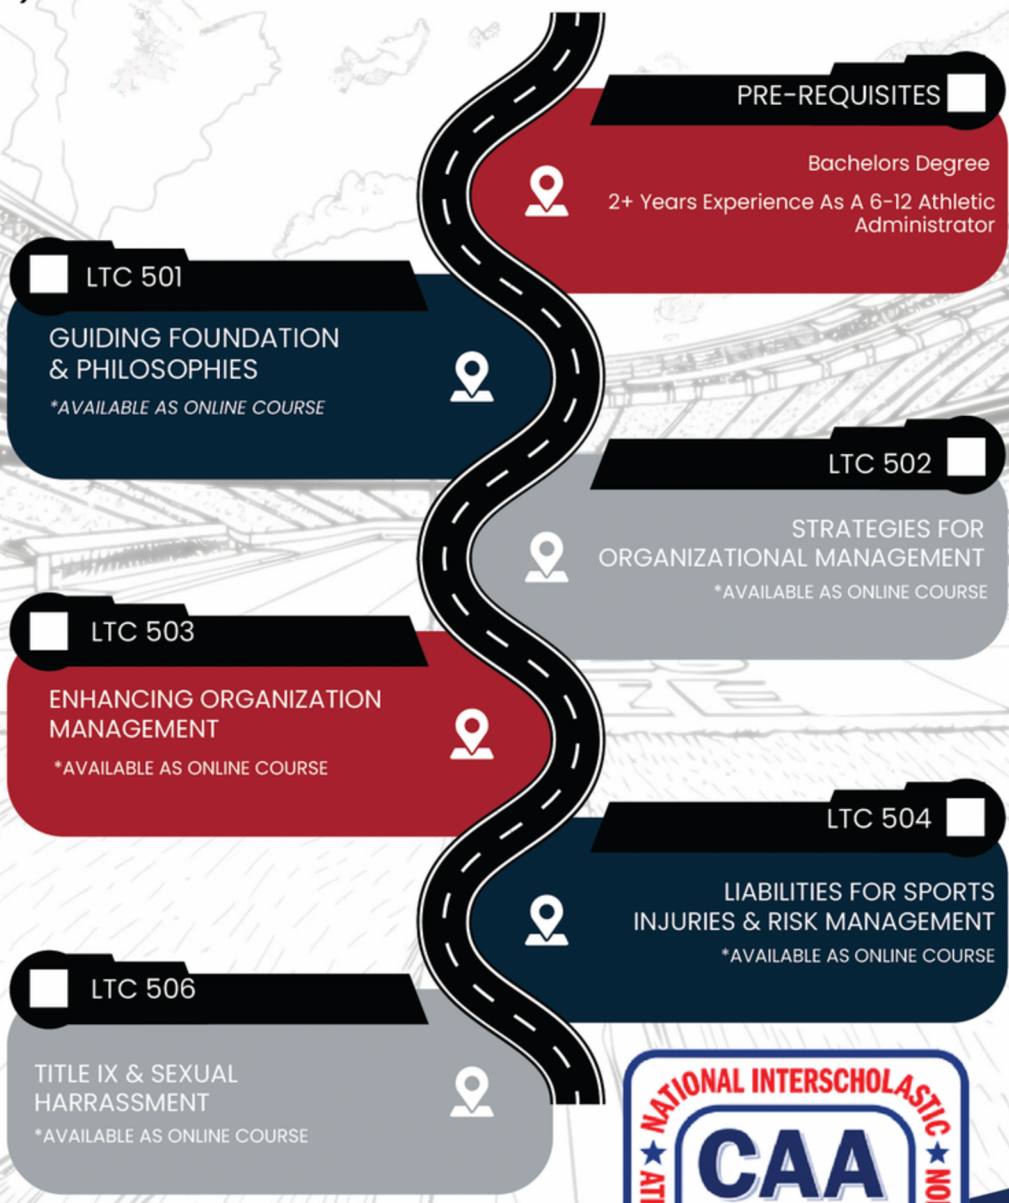 PRE-REQUISITES
Bachelors Degree
2+ Years Experience As A 6-12 Athletic
Administrator
LTC 501
GUIDING FOUNDATION
& PHILOSOPHIES
*AVAILABLE AS ONLINE COURSE
LTC 502
STRATEGIES FOR
ORGANIZATIONAL MANAGEMENT
*AVAILABLE AS ONLINE COURSE
LTC 503
ENHANCING ORGANIZATION
MANAGEMENT
*AVAILABLE AS ONLINE COURSE
LTC 504
LIABILITIES FOR SPORTS
INJURIES & RISK MANAGEMENT
*AVAILABLE AS ONLINE COURSE
LTC 506
TITLE IX & SEXUAL
HARRASSMENT
*AVAILABLE AS ONLINE COURSE
NATIONAL INTERSCHOLASTIC
CAA